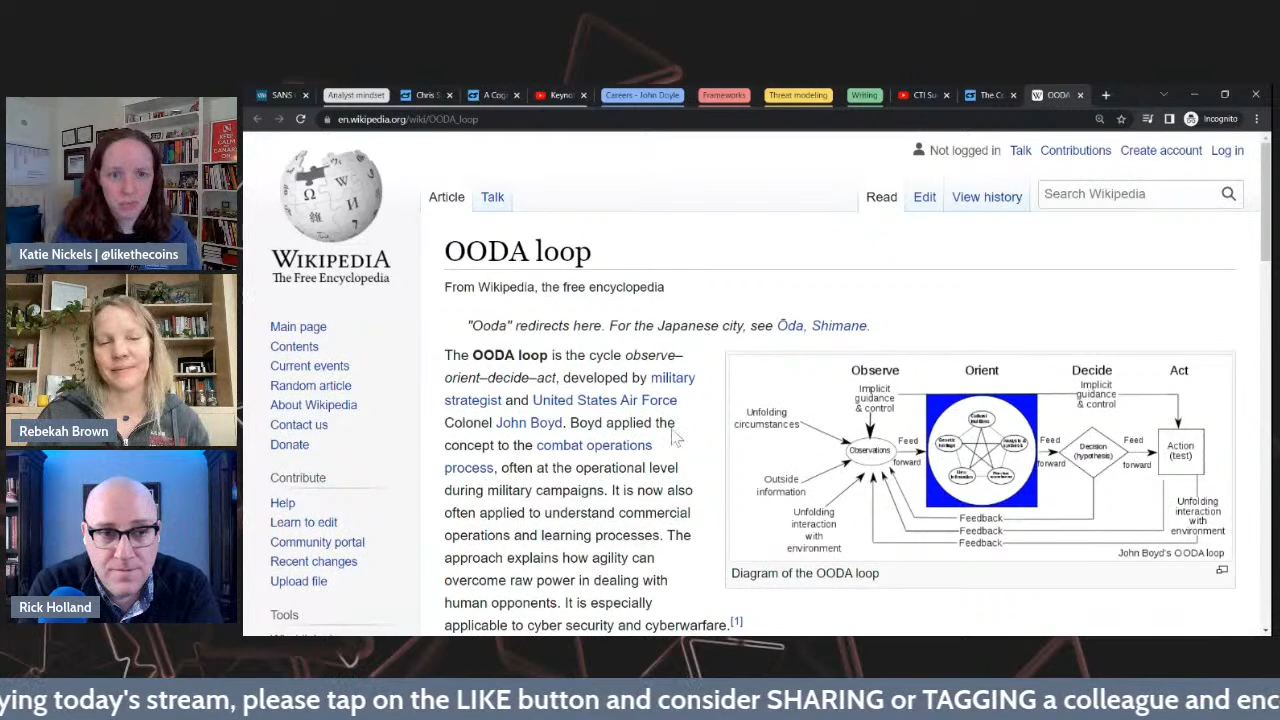 Katie Nickels | @likethecoins
Rebekah Brown
Rick Holland
SANS
Analyst mindset
Chris S
A Cog
Keyno
Careers - John Doyle
Frameworks
Threat modeling
Writing
CTI Su
The C
OODA
en.wikipedia.org/wiki/OODA_loop
Incognito
Not logged in Talk Contributions Create account Log in
Article Talk Read Edit View history Search Wikipedia
WIKIPEDIA
The Free Encyclopedia
Main page
Contents
Current events
Random article
About Wikipedia
Contact us
Donate
Contribute
Help
Learn to edit
Community portal
Recent changes
Upload file
Tools
OODA loop
From Wikipedia, the free encyclopedia
"Ooda" redirects here. For the Japanese city, see Ōda, Shimane.
The OODA loop is the cycle observe–
orient–decide–act, developed by military
strategist and United States Air Force
Colonel John Boyd. Boyd applied the
concept to the combat operations
process, often at the operational level
during military campaigns. It is now also
often applied to understand commercial
operations and learning processes. The
approach explains how agility can
overcome raw power in dealing with
human opponents. It is especially
applicable to cyber security and cyberwarfare.[1]
Observe Orient Decide Act
Implicit
guidance
& control
Implicit
guidance
& control
Unfolding
circumstances
Observations
Feed
forward
Feed
forward
Decision
(hypothesis)
Feed
forward
Action
(test)
Outside
information
Unfolding
interaction
with
environment
Unfolding
interaction
with
environment
Feedback
Feedback
Feedback
John Boyd's OODA loop
Diagram of the OODA loop
ying today's stream, please tap on the LIKE button and consider SHARING or TAGGING a colleague and enc